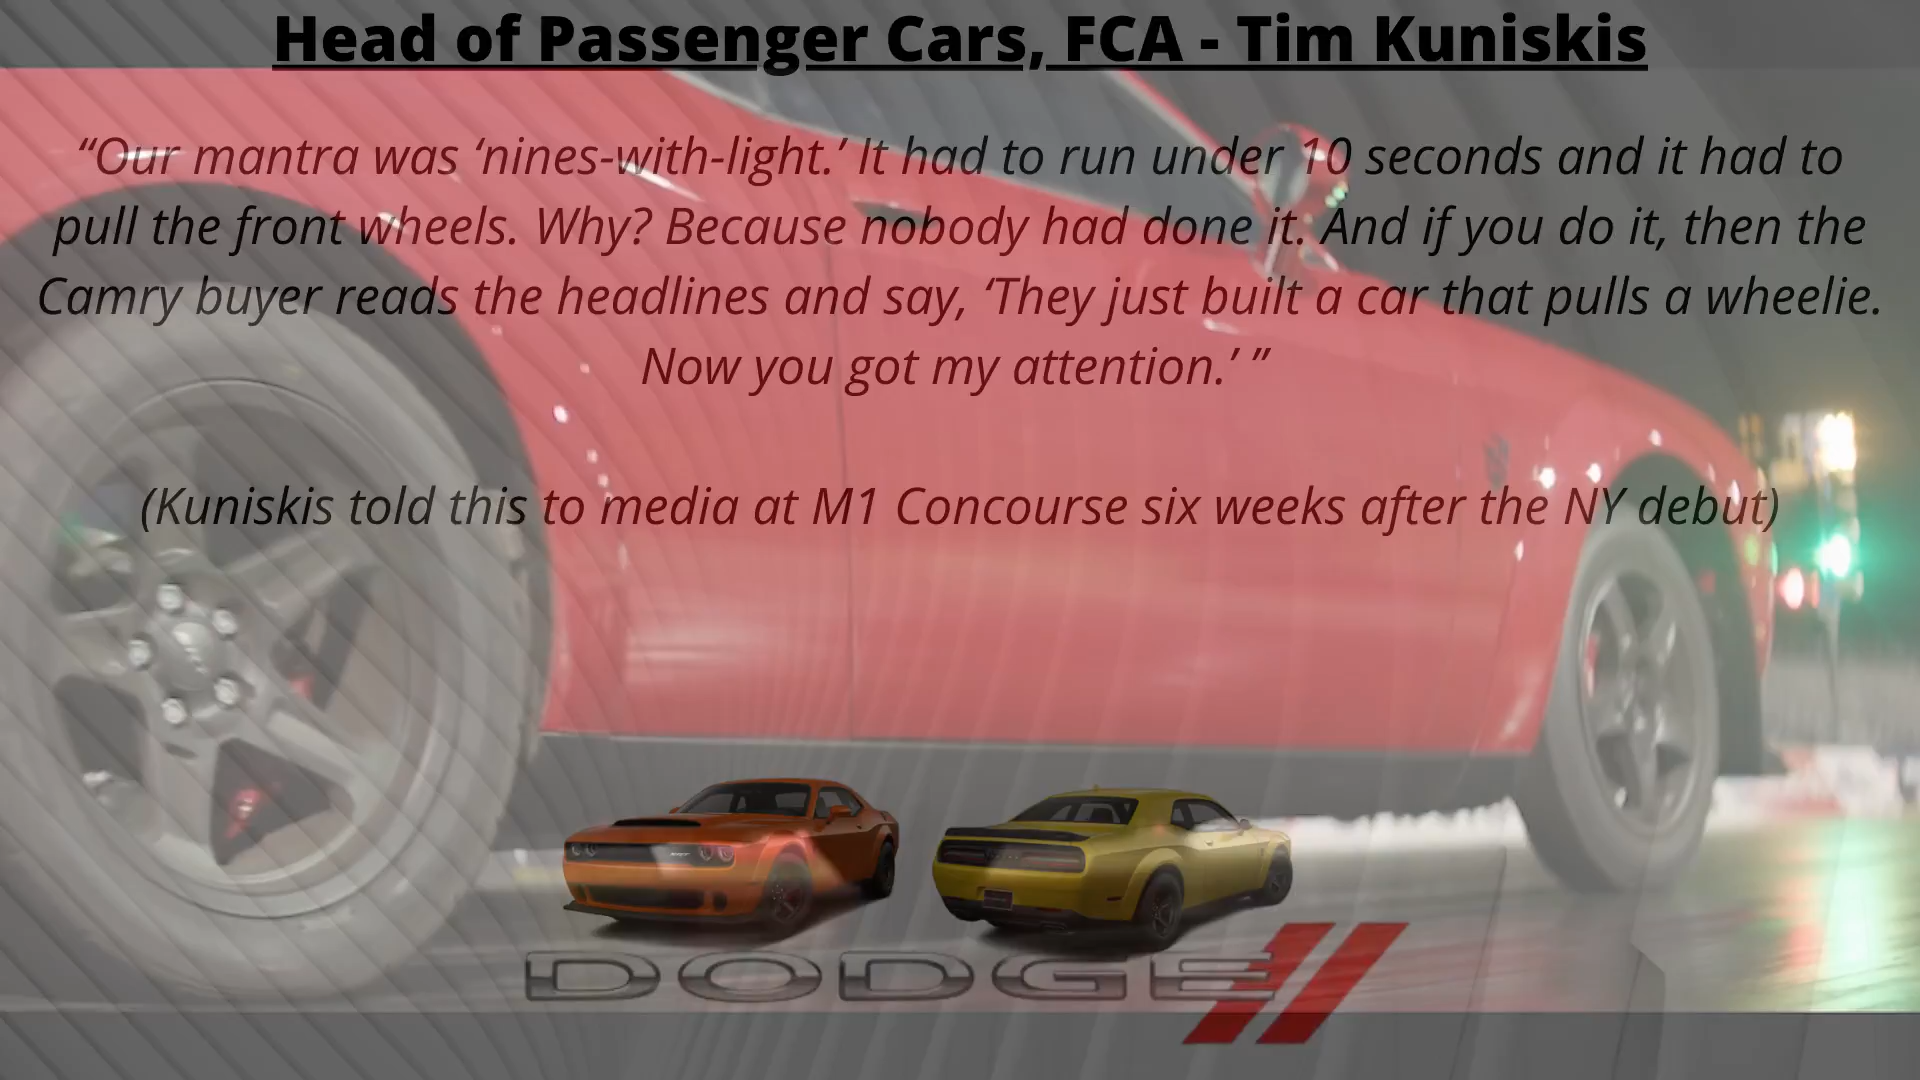 Head of Passenger Cars, FCA - Tim Kuniskis
“Our mantra was ‘nines-with-light.’ It had to run under 10 seconds and it had to
pull the front wheels. Why? Because nobody had done it. And if you do it, then the
Camry buyer reads the headlines and say, ‘They just built a car that pulls a wheelie.
Now you got my attention.’ ”
(Kuniskis told this to media at M1 Concourse six weeks after the NY debut)
DODGE